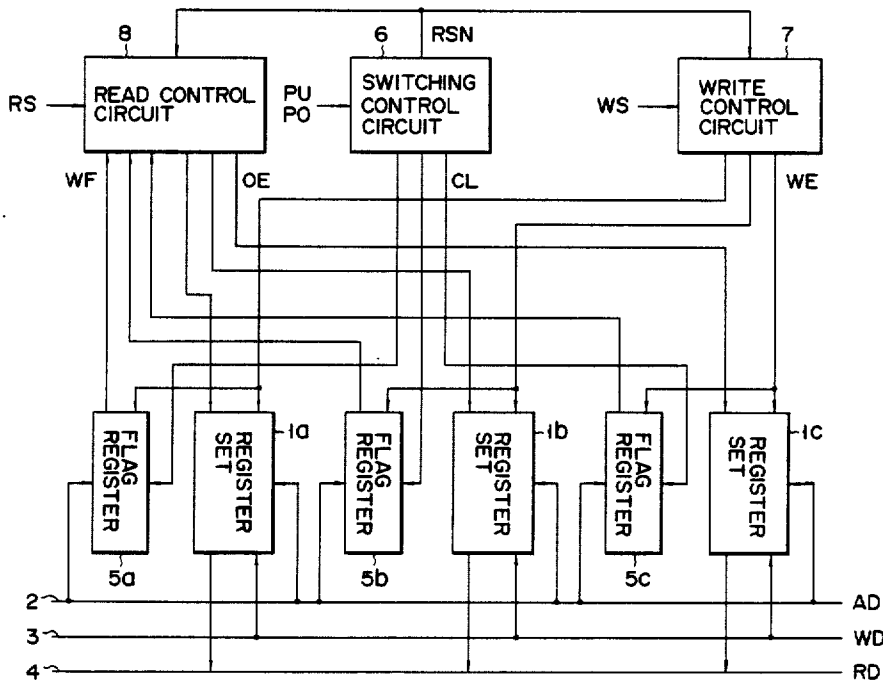 8
6
RSN
7
RS
READ CONTROL
CIRCUIT
PU
PO
SWITCHING
CONTROL
CIRCUIT
WS
WRITE
CONTROL
CIRCUIT
WF
OE
CL
WE
FLAG
REGISTER
5a
REGISTER
SET
1a
FLAG
REGISTER
5b
REGISTER
SET
1b
FLAG
REGISTER
5c
REGISTER
SET
1c
2
AD
3
WD
4
RD